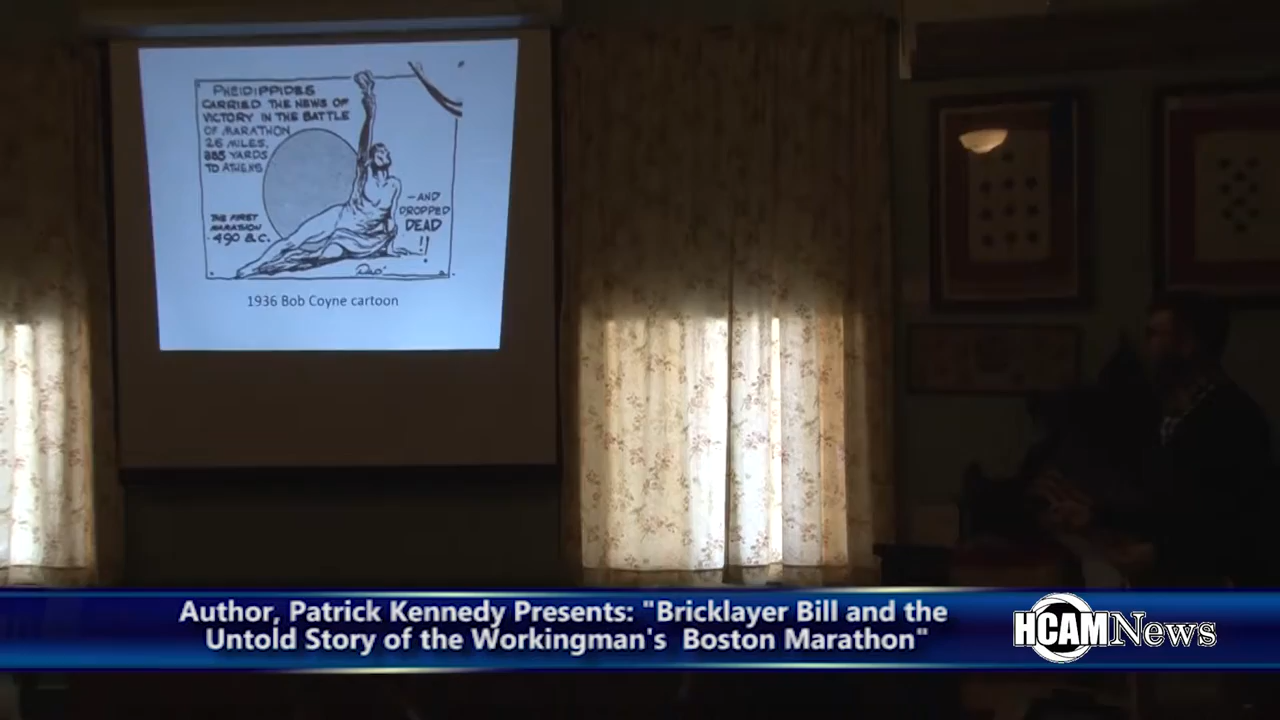 PHEIDIPPIDES
CARRIED THE NEWS OF
VICTORY IN THE BATTLE
OF MARATHON
26 MILES,
385 YARDS
TO ATHENS
—AND
DROPPED
DEAD
!!
THE FIRST
MARATHON
490 B.C.
1936 Bob Coyne cartoon
Author, Patrick Kennedy Presents: "Bricklayer Bill and the
Untold Story of the Workingman's Boston Marathon"
HCAMNews